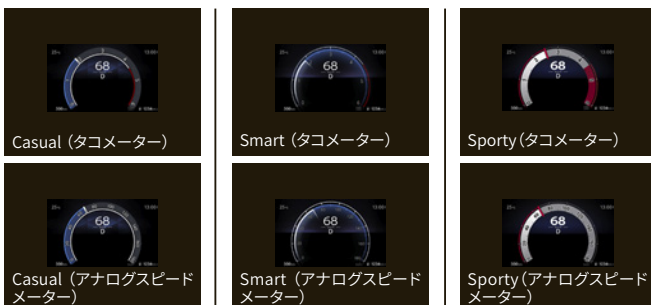 68
D
Casual（タコメーター）
68
D
Smart（タコメーター）
68
D
Sporty（タコメーター）
68
D
Casual（アナログスピード
メーター）
68
D
Smart（アナログスピード
メーター）
68
D
Sporty（アナログスピード
メーター）